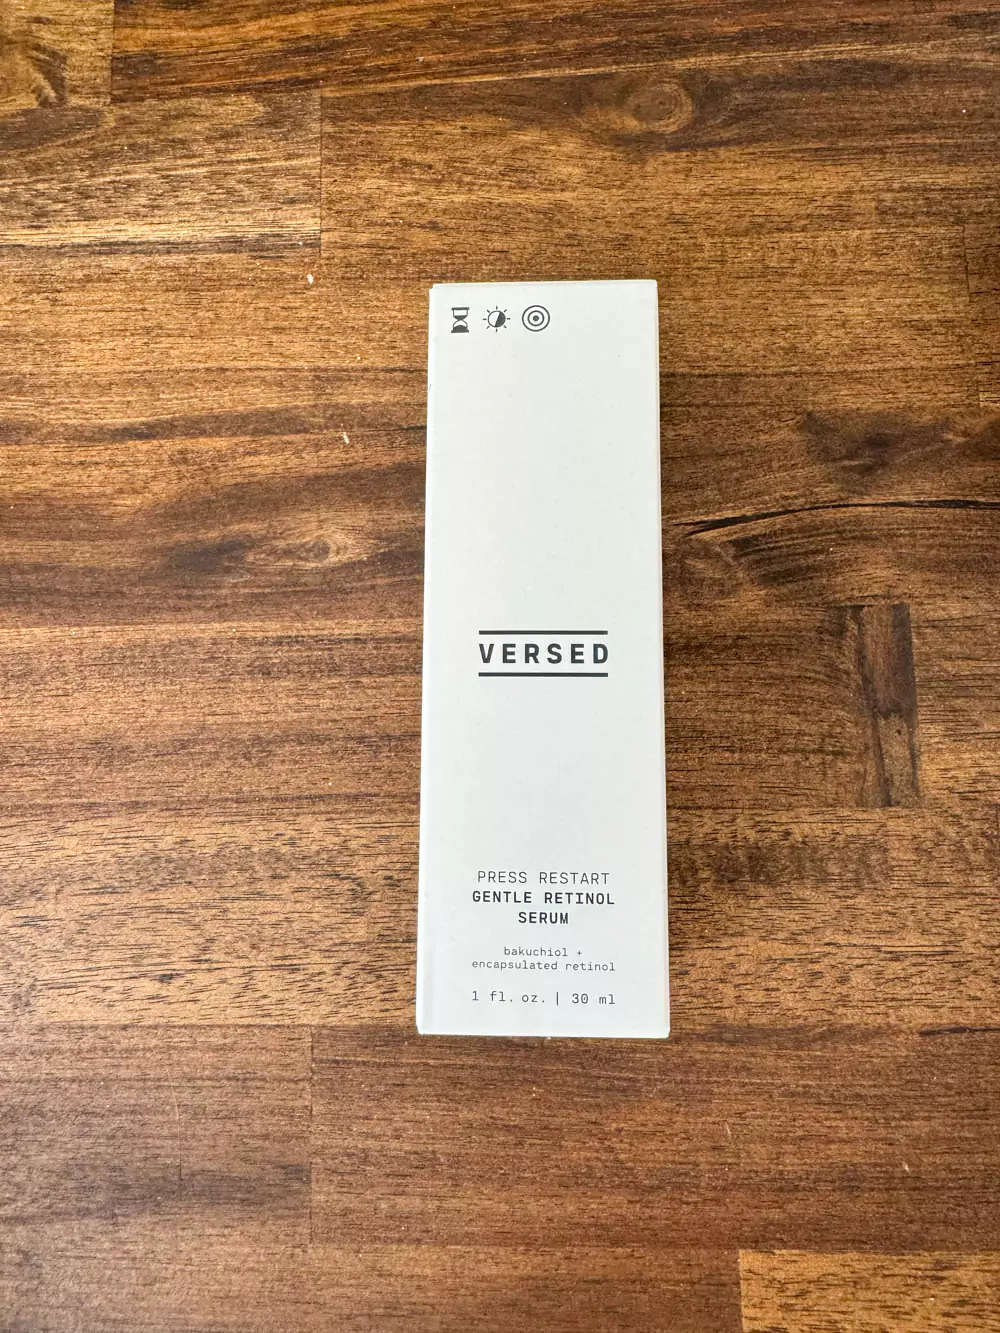 VERSED
PRESS RESTART
GENTLE RETINOL
SERUM
bakuchiol +
encapsulated retinol
1 fl. oz. | 30 ml